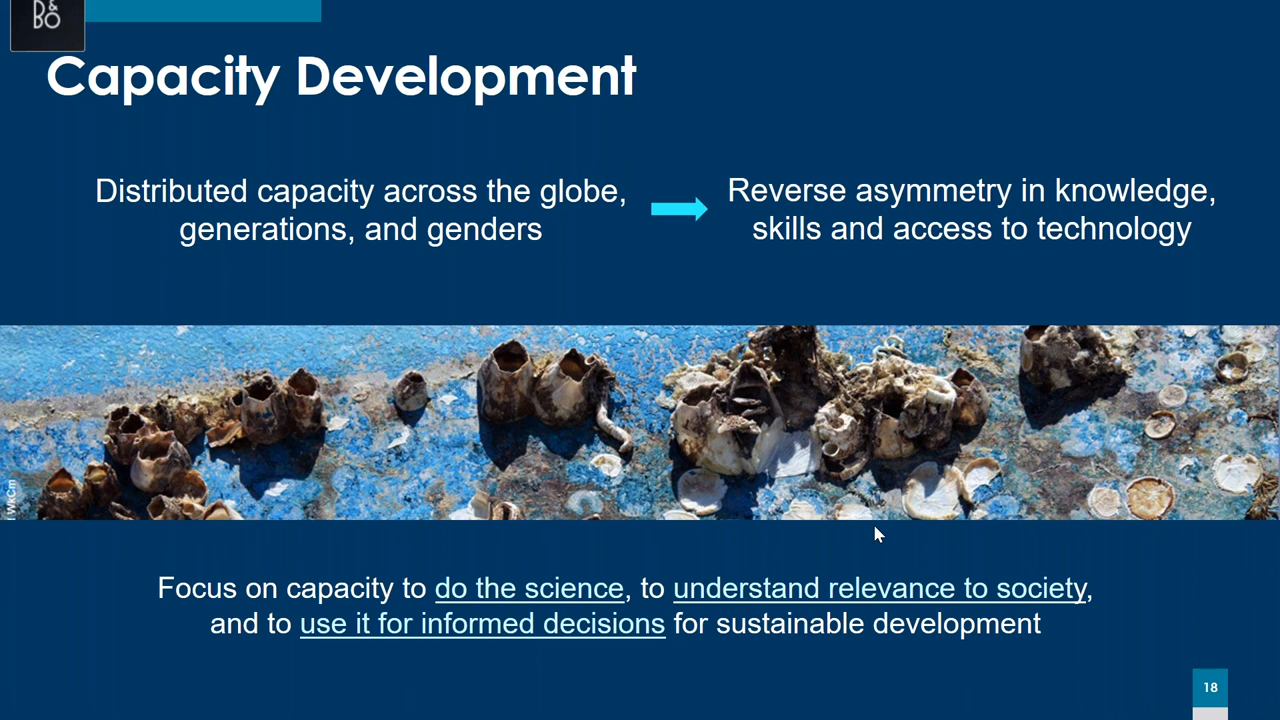 B&
BO
Capacity Development
Distributed capacity across the globe,
generations, and genders
Reverse asymmetry in knowledge,
skills and access to technology
WkCm
Focus on capacity to do the science, to understand relevance to society,
and to use it for informed decisions for sustainable development
18